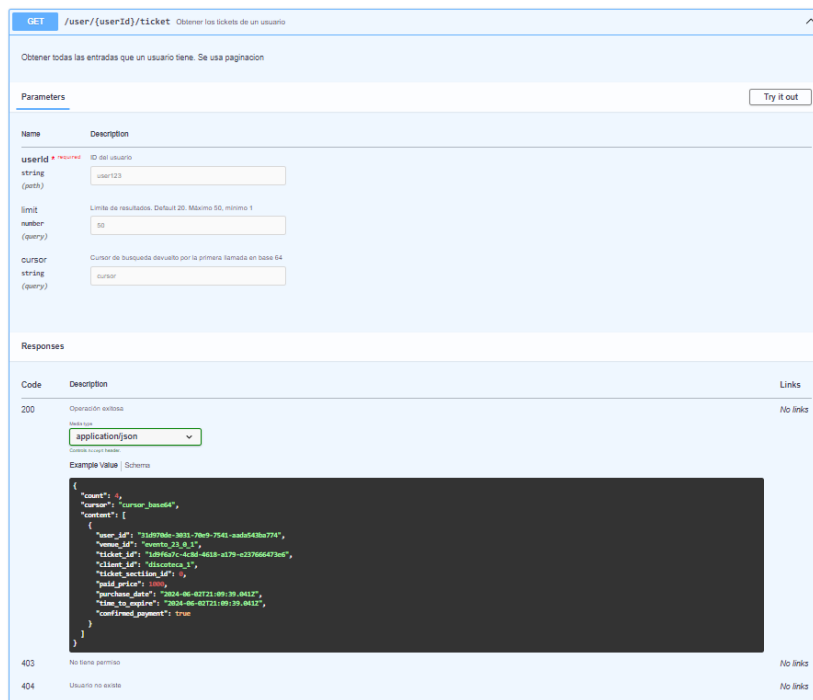 GET /user/{userId}/ticket Obtener los tickets de un usuario
Obtener todas las entradas que un usuario tiene. Se usa paginacion
Parameters
Try it out
Name Description
userId * required ID del usuario
string
user123
(path)
limit Limite de resultados. Default 20. Máximo 50, minimo 1
number
50
(query)
cursor Cursor de busqueda devuelto por la primera llamada en base 64
string
cursor
(query)
Responses
Code Description Links
200 Operación exitosa No links
Media type
application/json
Controls Accept header.
Example Value | Schema
{
"count": 4,
"cursor": "cursor_base64",
"content": [
{
"user_id": "31d970de-3031-70e9-7541-aada543ba774",
"venue_id": "evento_23_0_1",
"ticket_id": "1d9f6a7c-4c8d-4618-a179-e237666473e6",
"client_id": "discoteca_1",
"ticket_sectiion_id": 0,
"paid_price": 1000,
"purchase_date": "2024-06-02T21:09:39.041Z",
"time_to_expire": "2024-06-02T21:09:39.041Z",
"confirmed_payment": true
}
]
}
403 No tiene permiso No links
404 Usuario no existe No links